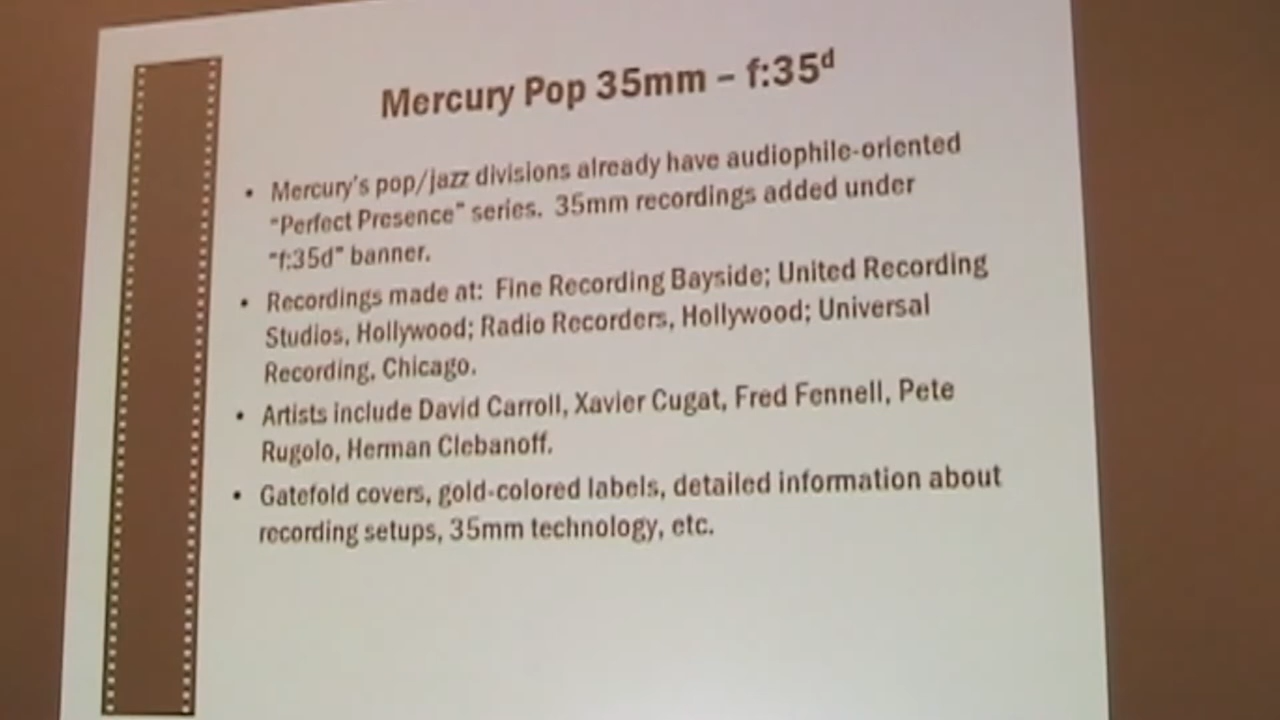 Mercury Pop 35mm – f:35d
• Mercury's pop/jazz divisions already have audiophile-oriented
"Perfect Presence" series. 35mm recordings added under
"f:35d" banner.
• Recordings made at: Fine Recording Bayside; United Recording
Studios, Hollywood; Radio Recorders, Hollywood; Universal
Recording, Chicago.
• Artists include David Carroll, Xavier Cugat, Fred Fennell, Pete
Rugolo, Herman Clebanoff.
• Gatefold covers, gold-colored labels, detailed information about
recording setups, 35mm technology, etc.